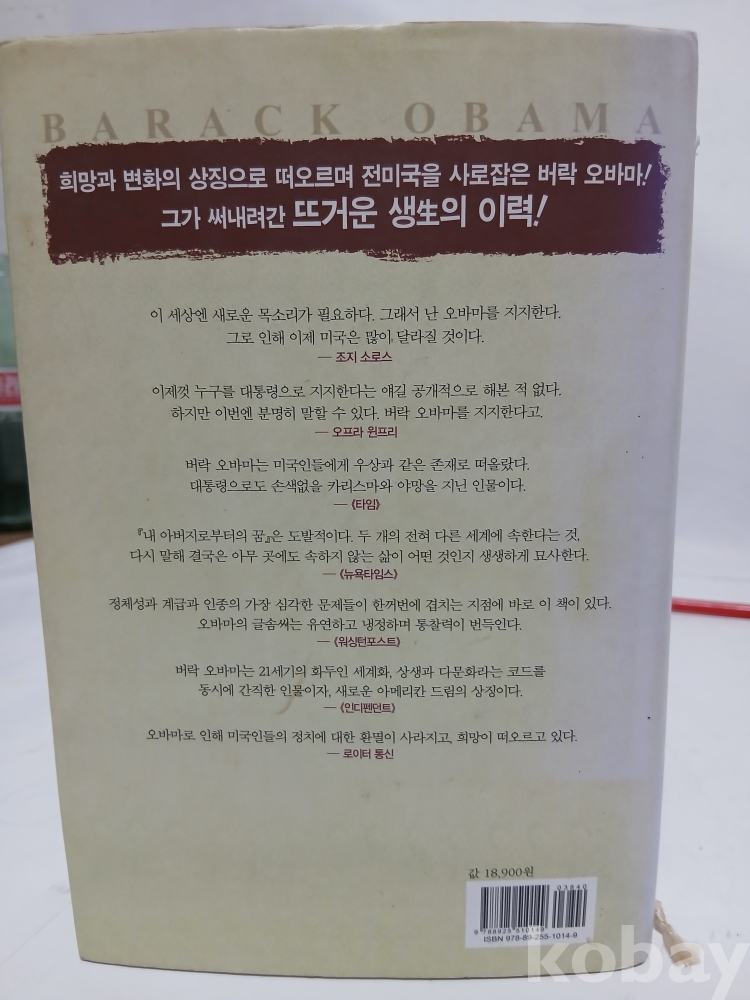 BARACK OBAMA
희망과 변화의 상징으로 떠오르며 전미국을 사로잡은 버락 오바마!
그가 써내려간 뜨거운 생生의 이력!
이 세상엔 새로운 목소리가 필요하다. 그래서 난 오바마를 지지한다.
그로 인해 이제 미국은 많이 달라질 것이다.
― 조지 소로스
이제껏 누구를 대통령으로 지지한다는 얘길 공개적으로 해본 적 없다.
하지만 이번엔 분명히 말할 수 있다. 버락 오바마를 지지한다고.
― 오프라 윈프리
버락 오바마는 미국인들에게 우상과 같은 존재로 떠올랐다.
대통령으로도 손색없을 카리스마와 야망을 지닌 인물이다.
― 《타임》
『내 아버지로부터의 꿈』은 도발적이다. 두 개의 전혀 다른 세계에 속한다는 것,
다시 말해 결국은 아무 곳에도 속하지 않는 삶이 어떤 것인지 생생하게 묘사한다.
― 《뉴욕타임스》
정체성과 계급과 인종의 가장 심각한 문제들이 한꺼번에 겹치는 지점에 바로 이 책이 있다.
오바마의 글솜씨는 유연하고 냉정하며 통찰력이 번득인다.
― 《워싱턴포스트》
버락 오바마는 21세기의 화두인 세계화, 상생과 다문화라는 코드를
동시에 간직한 인물이자, 새로운 아메리칸 드림의 상징이다.
― 《인디펜던트》
오바마로 인해 미국인들의 정치에 대한 환멸이 사라지고, 희망이 떠오르고 있다.
― 로이터 통신
값 18,900원
03840
9 788925 510149
ISBN 978-89-255-1014-9
kobay